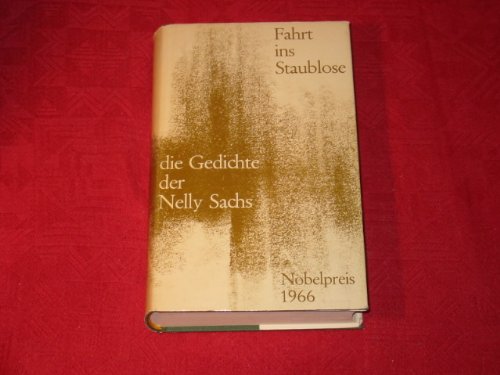 Fahrt
ins
Staublose
die Gedichte
der
Nelly Sachs
Nobelpreis
1966